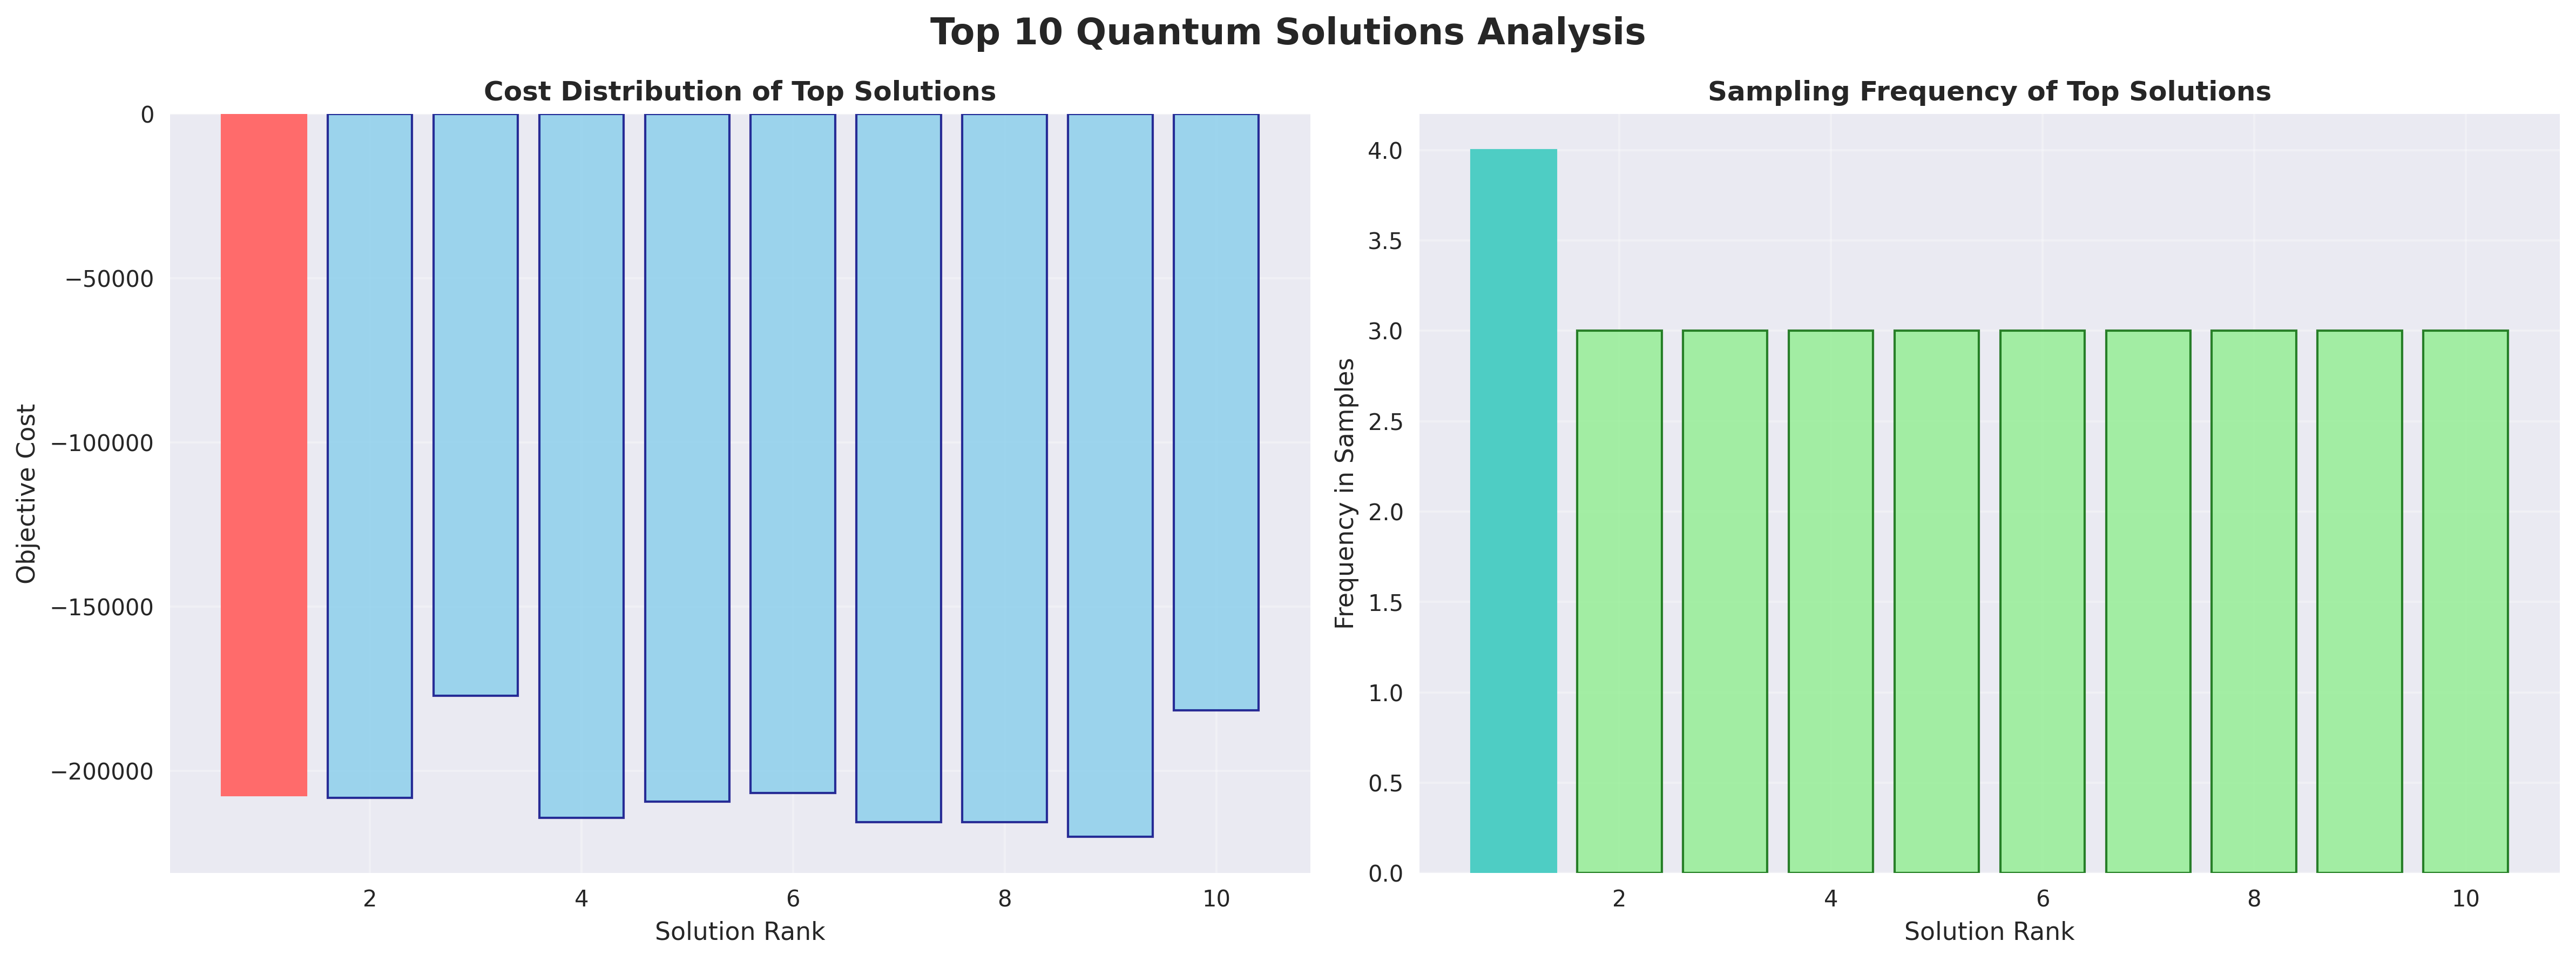 Top 10 Quantum Solutions Analysis
Cost Distribution of Top Solutions
0
−50000
−100000
−150000
−200000
Objective Cost
2 4 6 8 10
Solution Rank
Sampling Frequency of Top Solutions
4.0
3.5
3.0
2.5
2.0
1.5
1.0
0.5
0.0
Frequency in Samples
2 4 6 8 10
Solution Rank